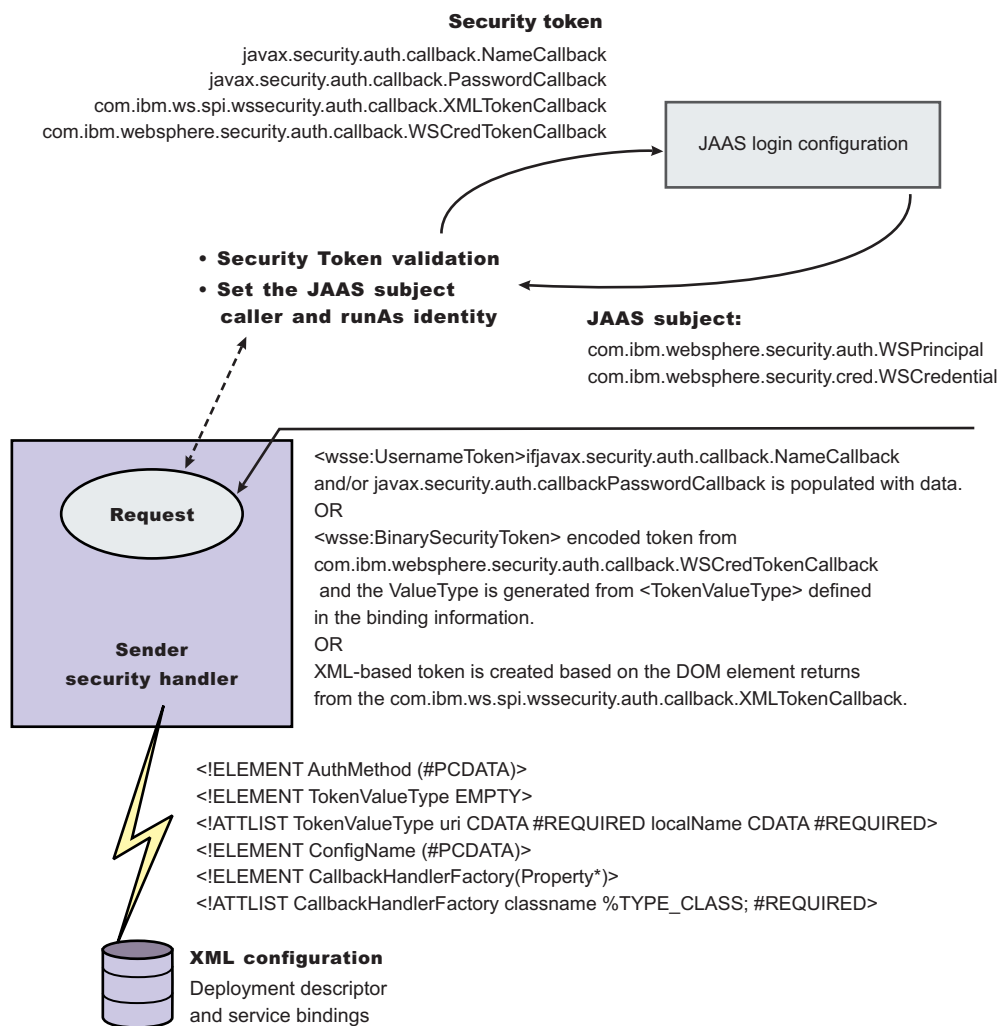 Security token
javax.security.auth.callback.NameCallback
javax.security.auth.callback.PasswordCallback
com.ibm.ws.spi.wssecurity.auth.callback.XMLTokenCallback
com.ibm.websphere.security.auth.callback.WSCredTokenCallback
JAAS login configuration
• Security Token validation
• Set the JAAS subject
caller and runAs identity
JAAS subject:
com.ibm.websphere.security.auth.WSPrincipal
com.ibm.websphere.security.cred.WSCredential
Request
Sender
security handler
<wsse:UsernameToken>ifjavax.security.auth.callback.NameCallback
and/or javax.security.auth.callbackPasswordCallback is populated with data.
OR
<wsse:BinarySecurityToken> encoded token from
com.ibm.websphere.security.auth.callback.WSCredTokenCallback
and the ValueType is generated from <TokenValueType> defined
in the binding information.
OR
XML-based token is created based on the DOM element returns
from the com.ibm.ws.spi.wssecurity.auth.callback.XMLTokenCallback.
<!ELEMENT AuthMethod (#PCDATA)>
<!ELEMENT TokenValueType EMPTY>
<!ATTLIST TokenValueType uri CDATA #REQUIRED localName CDATA #REQUIRED>
<!ELEMENT ConfigName (#PCDATA)>
<!ELEMENT CallbackHandlerFactory(Property*)>
<!ATTLIST CallbackHandlerFactory classname %TYPE_CLASS; #REQUIRED>
XML configuration
Deployment descriptor
and service bindings